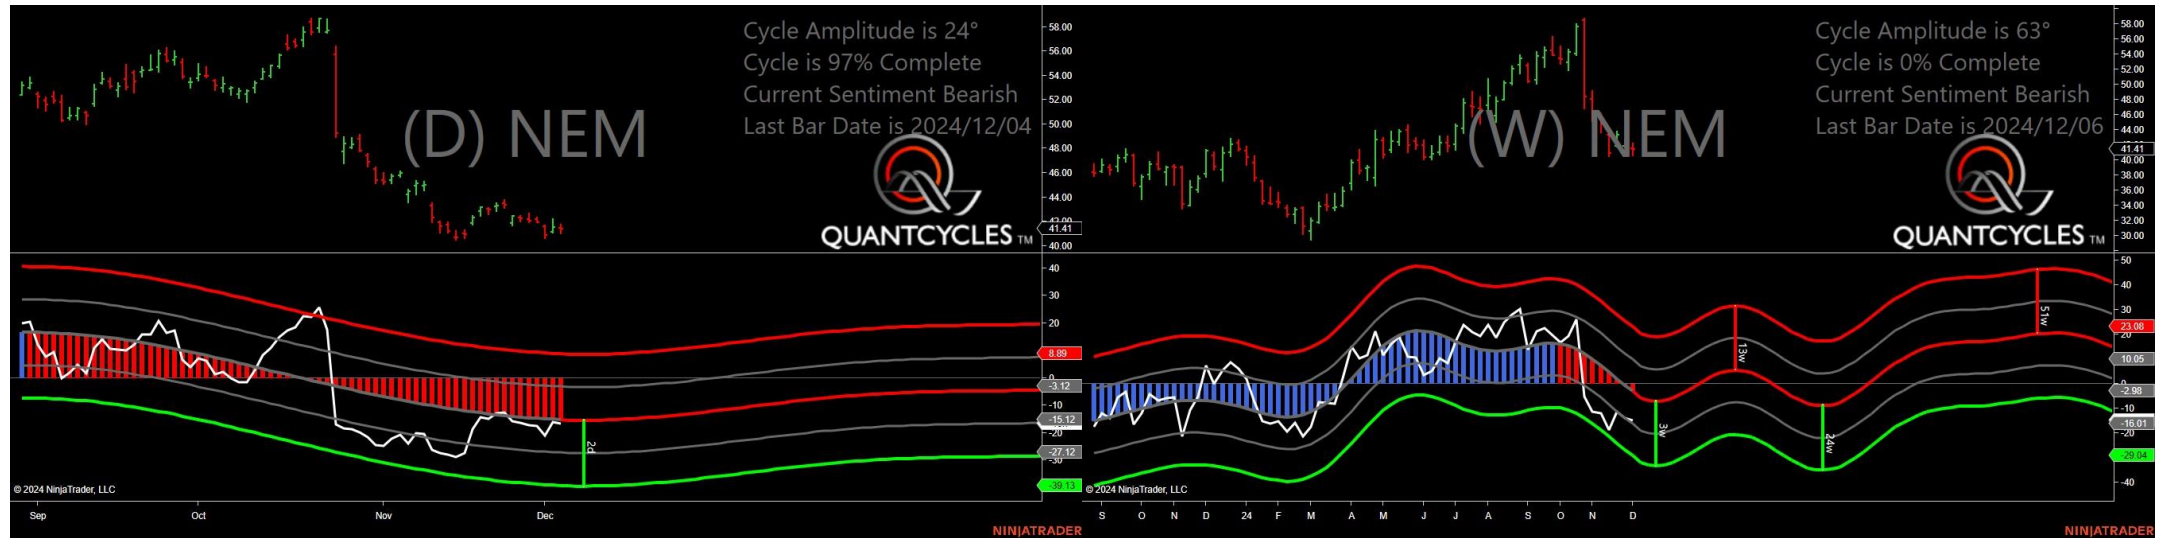 Cycle Amplitude is 24°
Cycle is 97% Complete
Current Sentiment Bearish
Last Bar Date is 2024/12/04
(D) NEM
QUANTCYCLES TM
58.00
56.00
54.00
52.00
50.00
48.00
46.00
44.00
42.00
41.41
40.00
40
30
20
8.89
0
-3.12
-10
-15.12
-20
-27.12
-30
-39.13
2d
© 2024 NinjaTrader, LLC
Sep Oct Nov Dec
NINJATRADER
Cycle Amplitude is 63°
Cycle is 0% Complete
Current Sentiment Bearish
Last Bar Date is 2024/12/06
(W) NEM
QUANTCYCLES TM
58.00
56.00
54.00
52.00
50.00
48.00
46.00
44.00
41.41
40.00
38.00
36.00
34.00
32.00
30.00
50
40
30
23.08
20
10.05
0
-2.98
-10
-16.01
-20
-29.04
-40
3w
13w
24w
51w
© 2024 NinjaTrader, LLC
S O N D 24 F M A M J J A S O N D
NINJATRADER